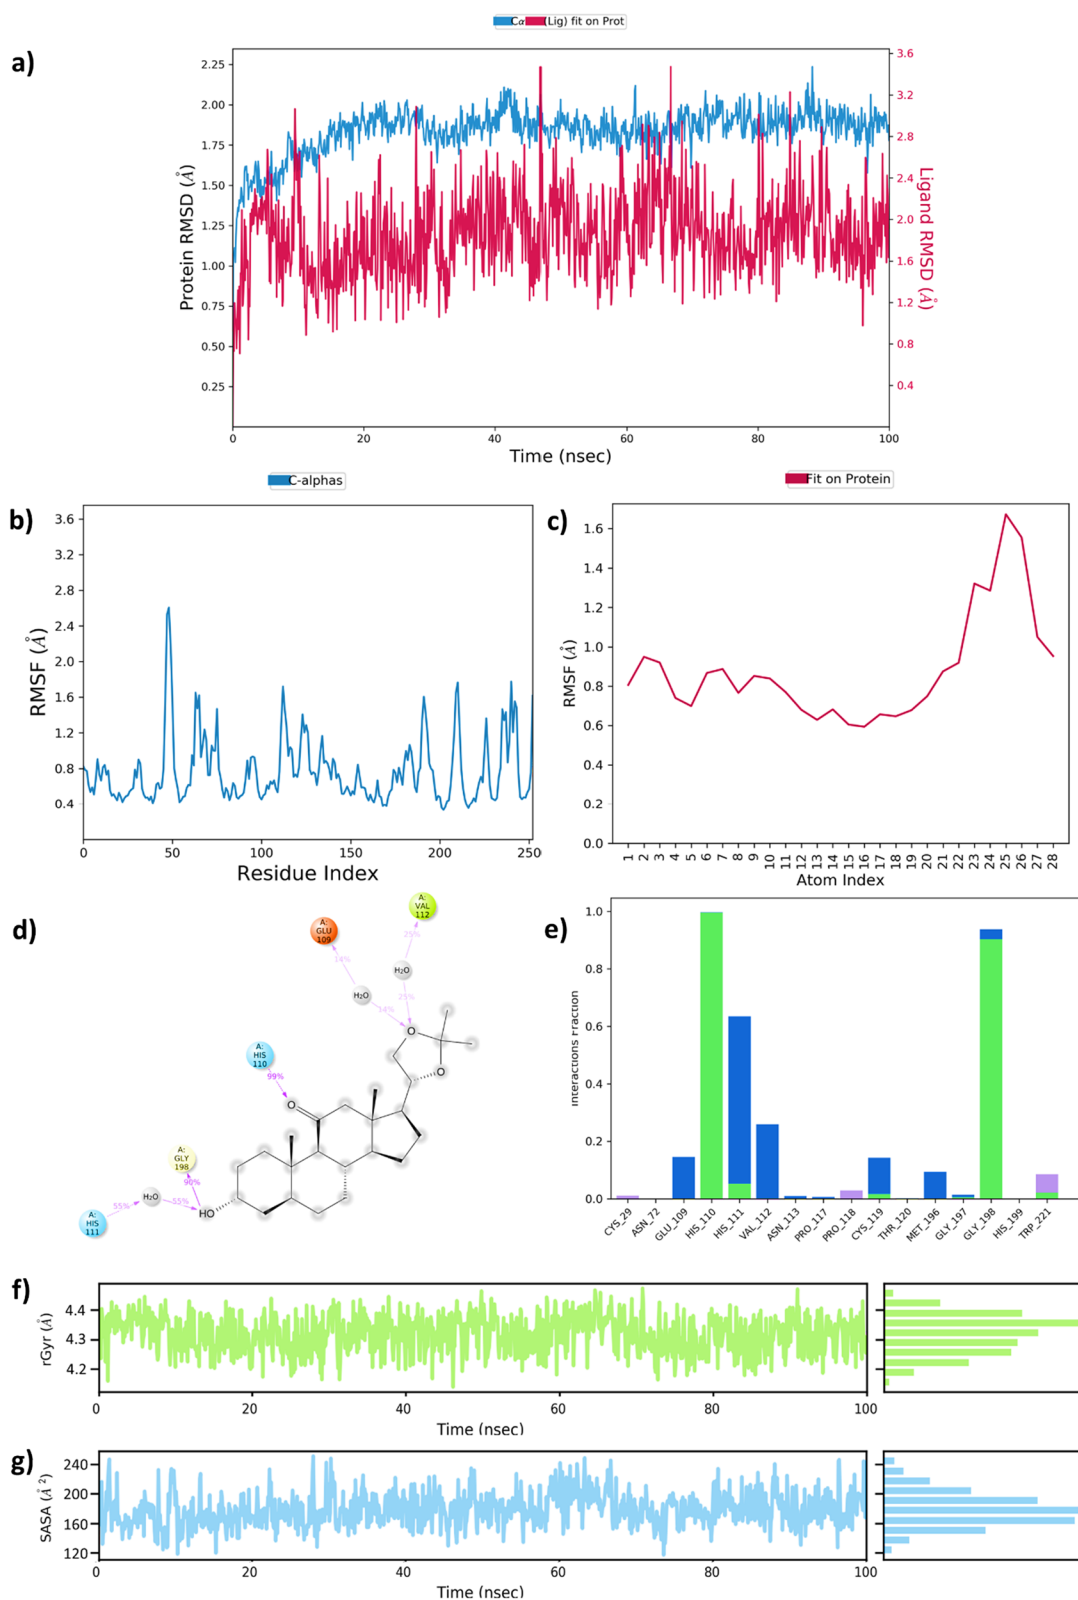 Cα (Lig) fit on Prot
a)
3.6
2.25
3.2
2.00
2.8
1.75
2.4
1.50
2.0
1.25
1.00
1.6
0.75
1.2
0.50
0.8
0.25
0.4
Protein RMSD (Å)
Ligand RMSD (Å)
0 20 40 60 80 100
Time (nsec)
C-alphas
Fit on Protein
b)
3.6
3.2
2.8
2.4
2.0
1.6
1.2
0.8
0.4
RMSF (Å)
0 50 100 150 200 250
Residue Index
c)
1.6
1.4
1.2
1.0
0.8
0.6
0.4
0.2
0.0
RMSF (Å)
1 2 3 4 5 6 7 8 9 10 11 12 13 14 15 16 17 18 19 20 21 22 23 24 25 26 27 28
Atom Index
d)
A:
VAL
112
A:
GLU
109
25%
14%
H₂O
H₂O
25%
14%
O
O
A:
HIS
110
99%
O
A:
GLY
198
90%
H₂O
55%
55%
HO
A:
HIS
111
e)
1.0
0.8
0.6
0.4
0.2
0.0
Interactions Fraction
CYS_29
ASN_72
GLU_109
HIS_110
HIS_111
VAL_112
ASN_113
PRO_117
PRO_118
CYS_119
THR_120
MET_196
GLY_197
GLY_198
HIS_199
TRP_221
f)
4.4
4.3
4.2
rGyr (Å)
0 20 40 60 80 100
Time (nsec)
g)
240
200
160
120
SASA (Å²)
0 20 40 60 80 100
Time (nsec)